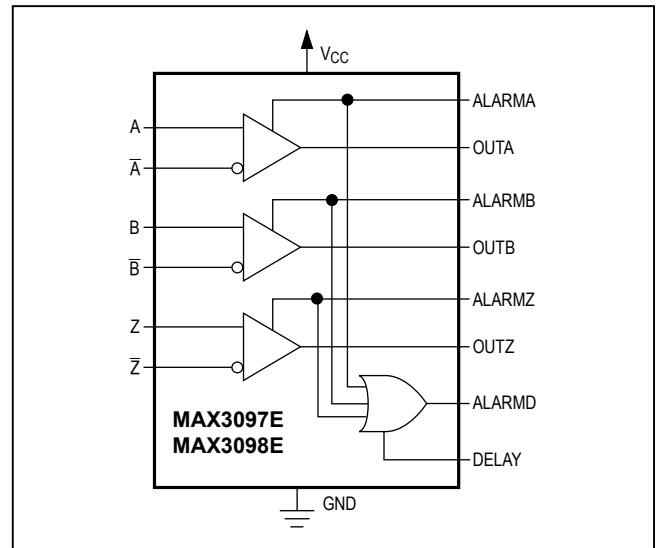 VCC
A
A̅
B
B̅
Z
Z̅
ALARMA
OUTA
ALARMB
OUTB
ALARMZ
OUTZ
ALARMD
DELAY
MAX3097E
MAX3098E
GND